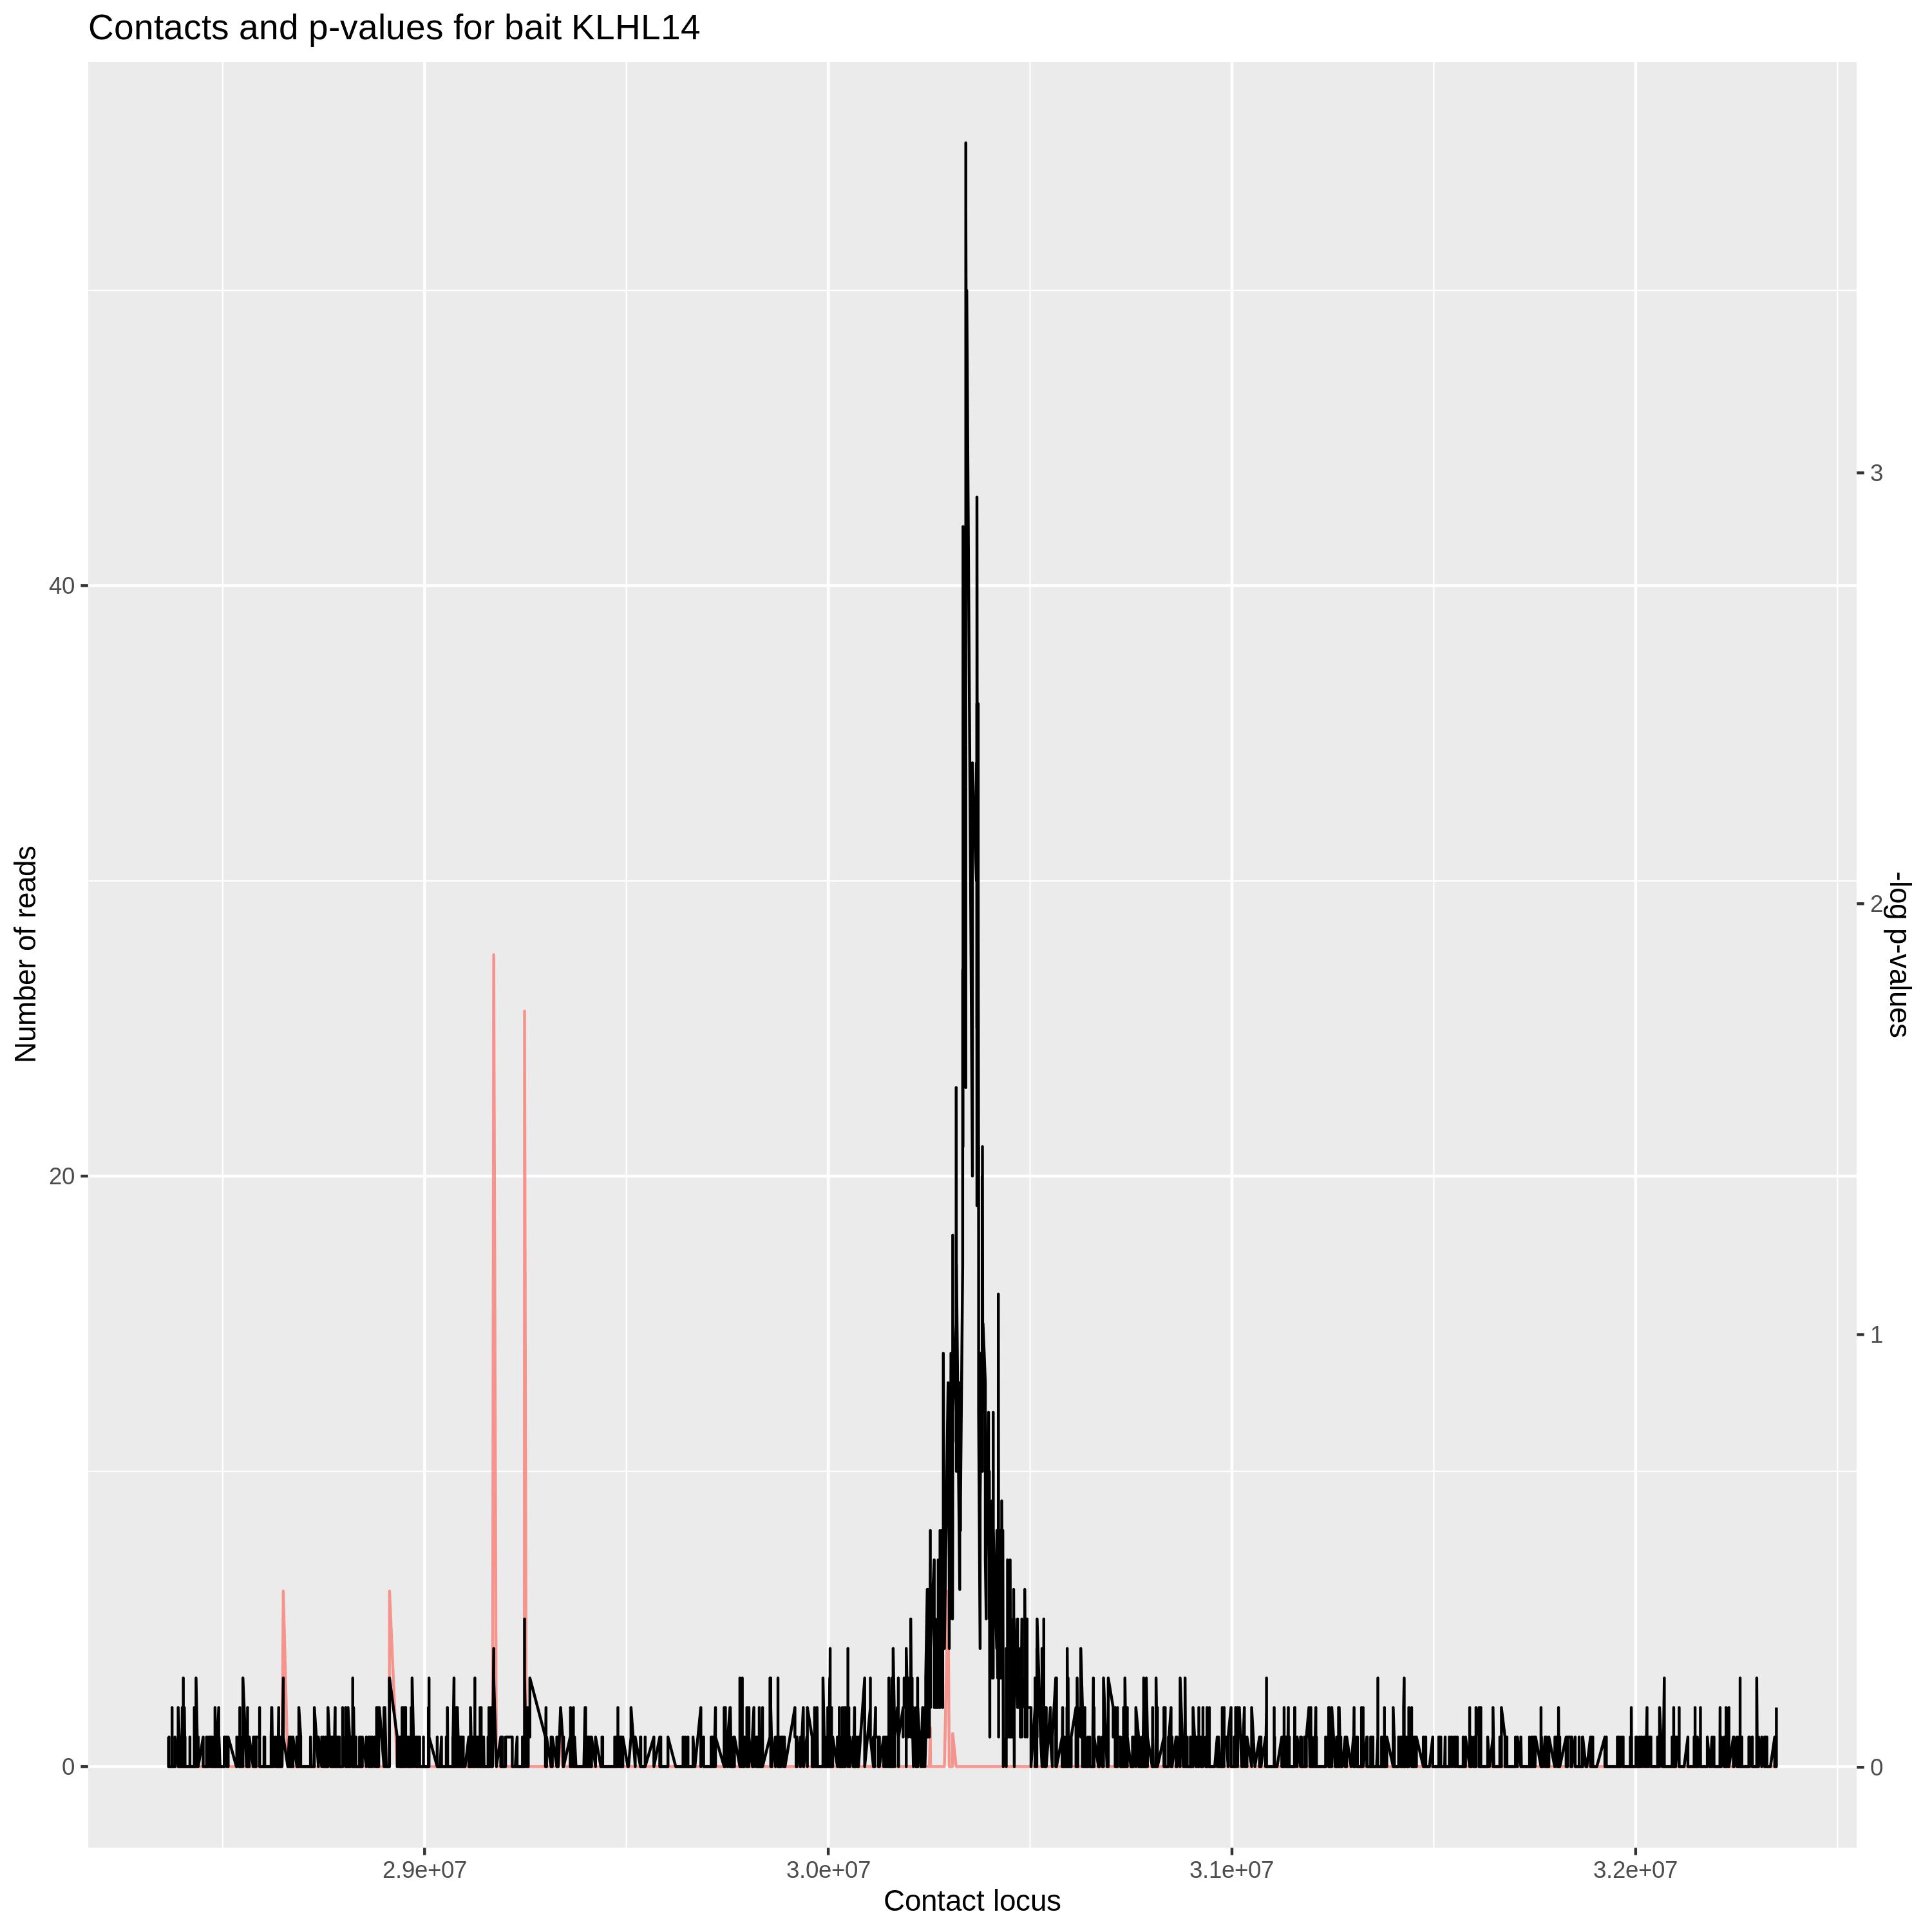 Contacts and p-values for bait KLHL14
Number of reads
40
20
0
3
2
1
0
-log p-values
2.9e+07
3.0e+07
3.1e+07
3.2e+07
Contact locus